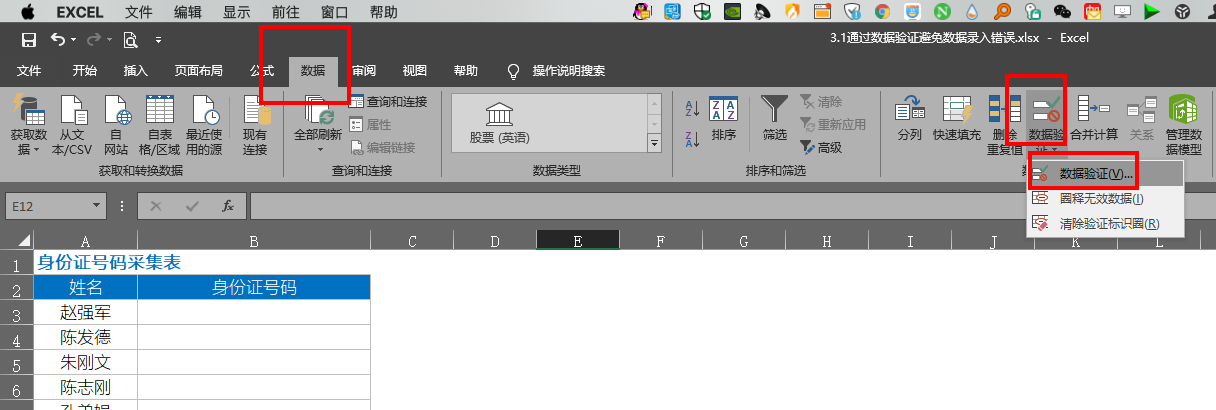 EXCEL 文件 编辑 显示 前往 窗口 帮助
3.1通过数据验证避免数据录入错误.xlsx - Excel
文件 开始 插入 页面布局 公式 数据 审阅 视图 帮助 操作说明搜索
获取数据 从文本/CSV 自网站 自表格/区域 最近使用的源 现有连接
获取和转换数据
全部刷新 查询和连接
属性
编辑链接
查询和连接
股票 (英语)
数据类型
排序 筛选 清除
重新应用
高级
排序和筛选
分列 快速填充 删除重复值 数据验证 合并计算 关系 管理数据模型
数据验证(V)...
圈释无效数据(I)
清除验证标识圈(R)
E12 fx
A B C D E F G H I J K L
1 身份证号码采集表
2 姓名 身份证号码
3 赵强军
4 陈发德
5 朱刚文
6 陈志刚